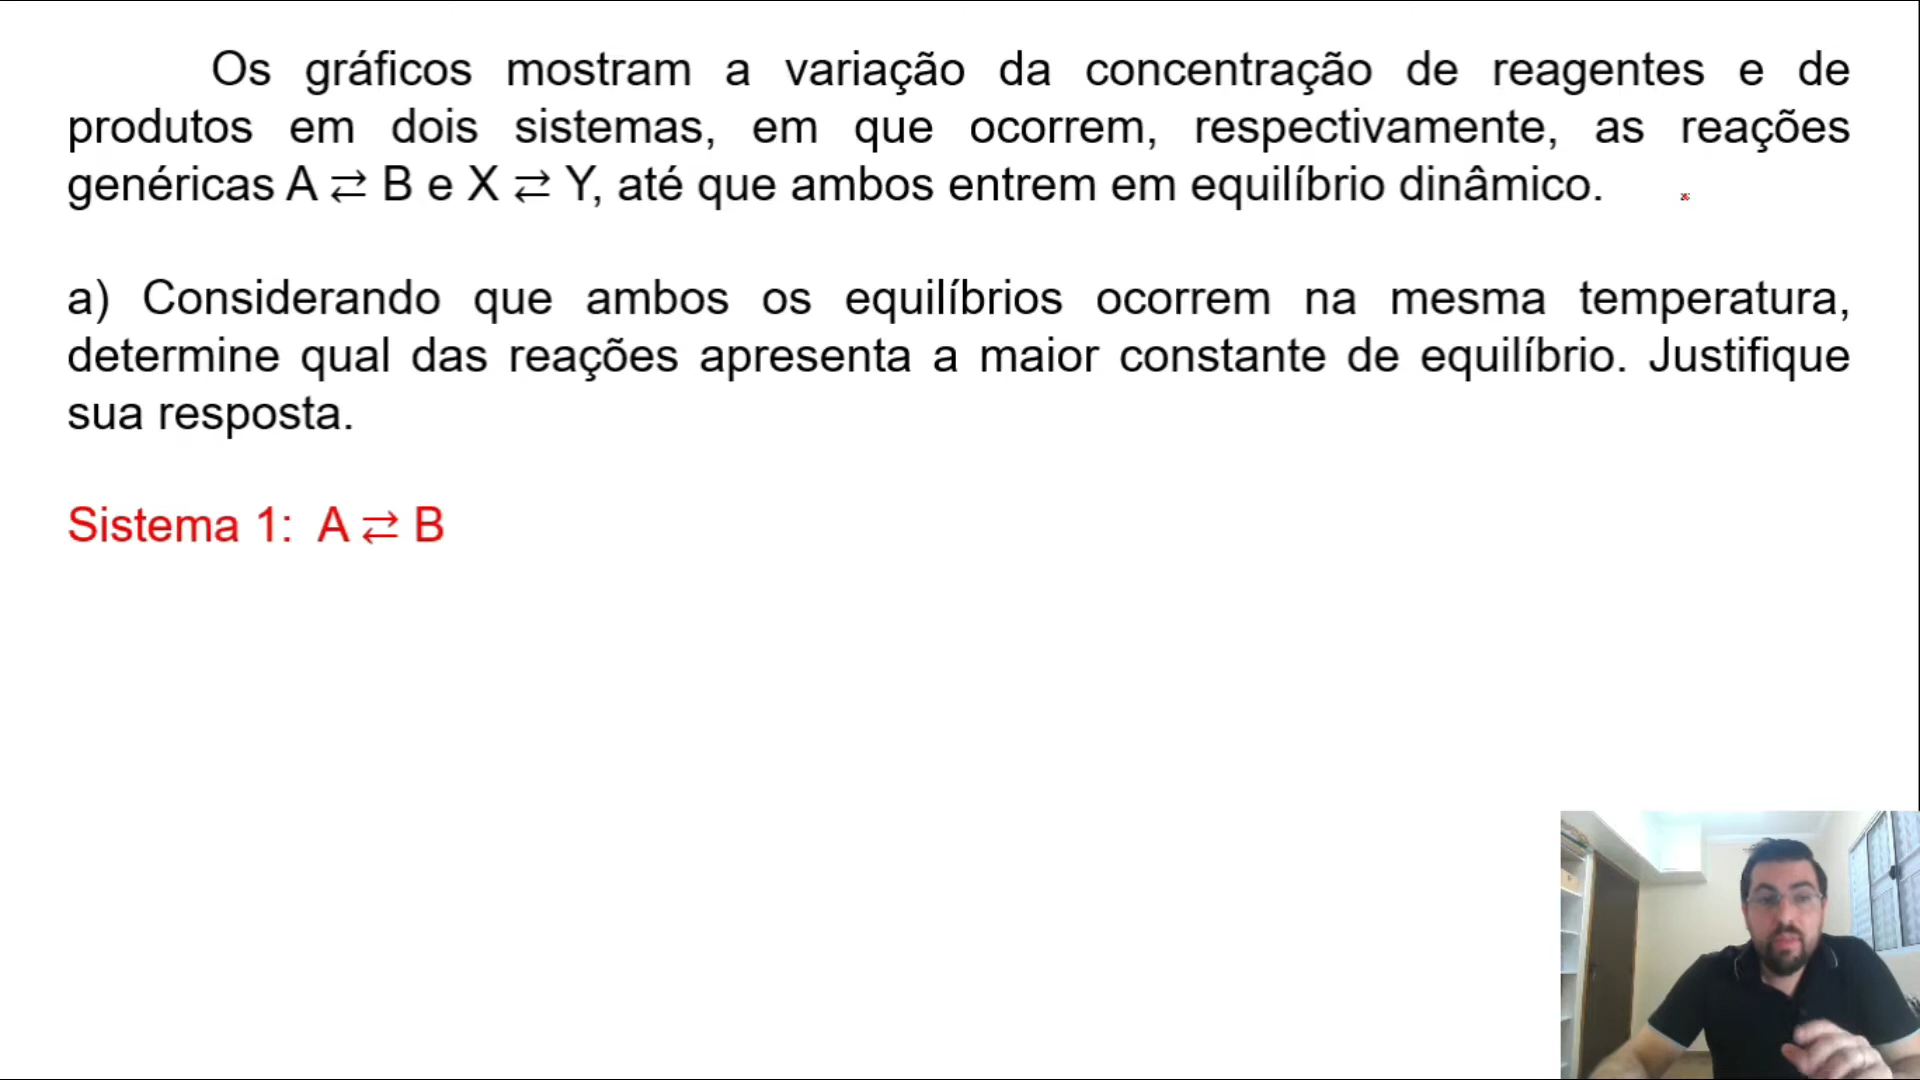 Os gráficos mostram a variação da concentração de reagentes e de
produtos em dois sistemas, em que ocorrem, respectivamente, as reações
genéricas A ⇄ B e X ⇄ Y, até que ambos entrem em equilíbrio dinâmico.
a) Considerando que ambos os equilíbrios ocorrem na mesma temperatura,
determine qual das reações apresenta a maior constante de equilíbrio. Justifique
sua resposta.
Sistema 1: A ⇄ B